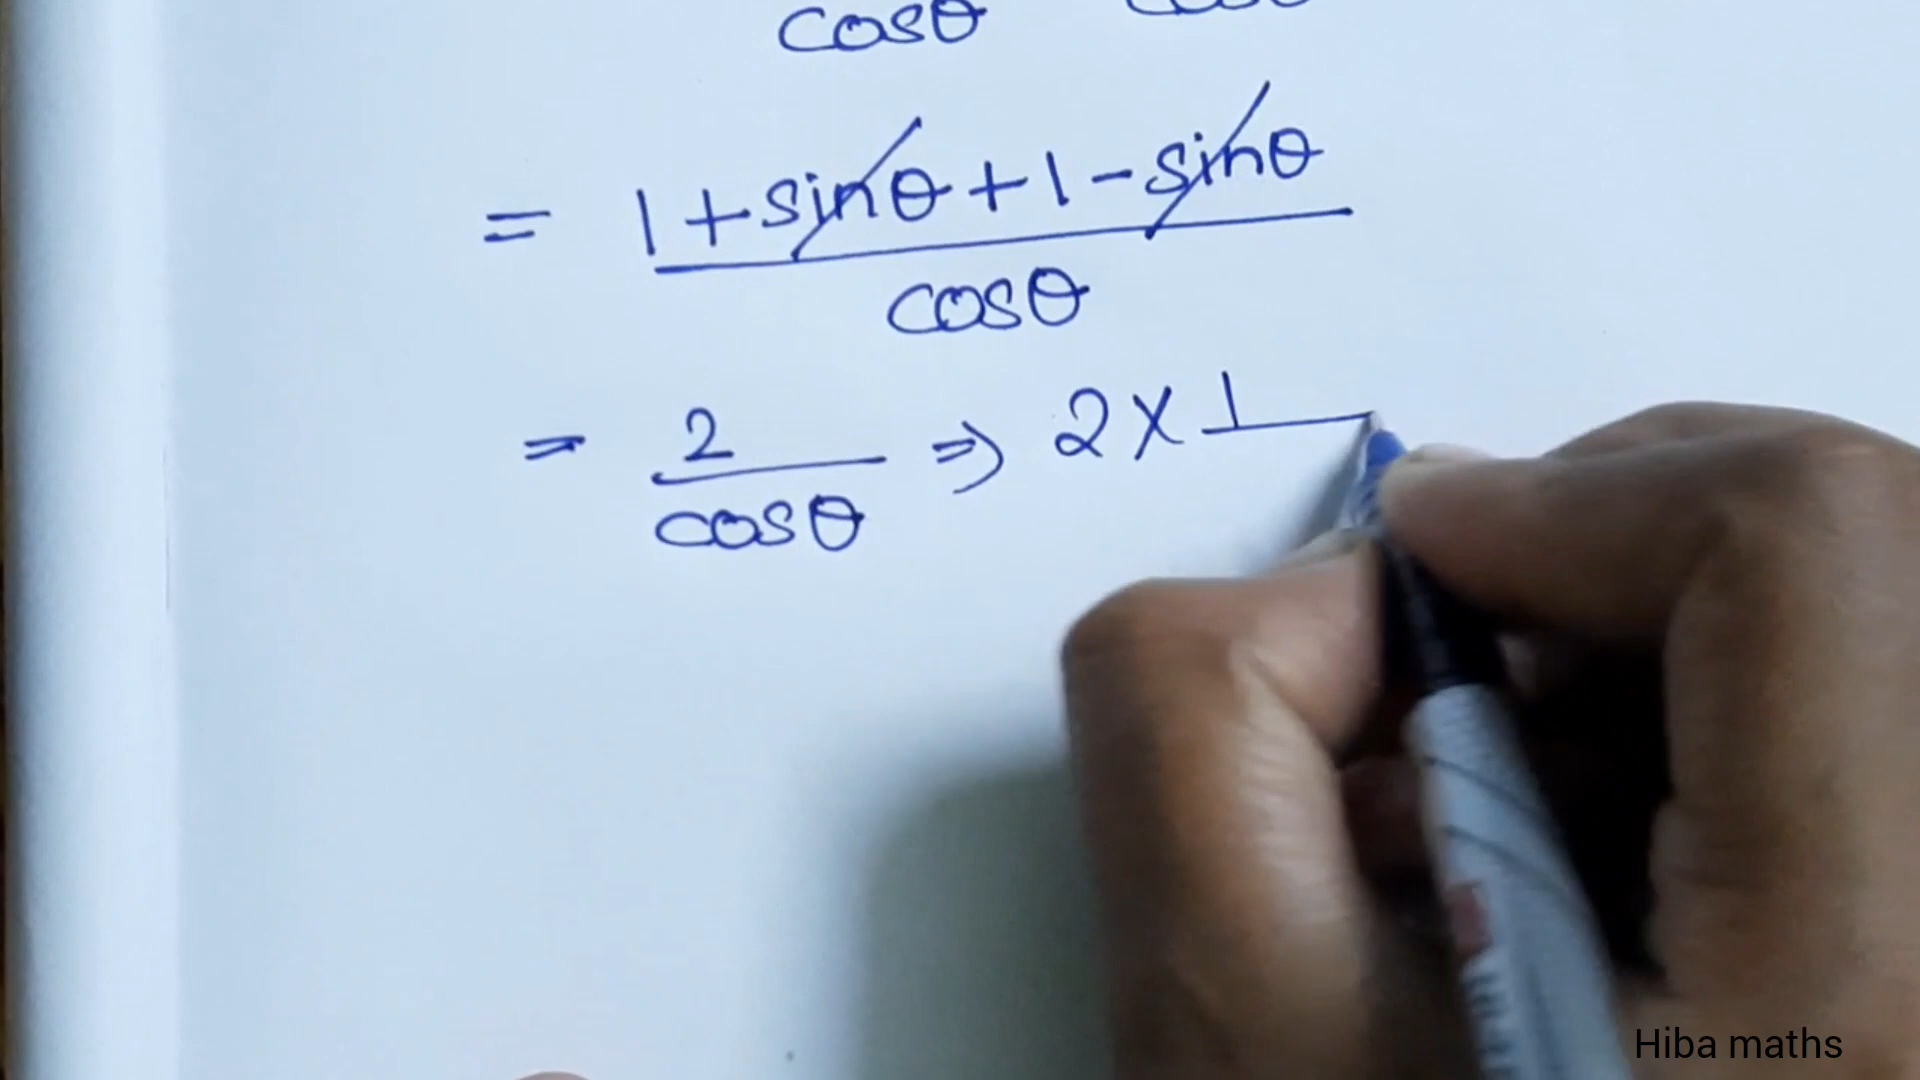 cosθ
= 1 + sinθ + 1 - sinθ
cosθ
= 2 ⇒ 2 × 1
cosθ
Hiba maths